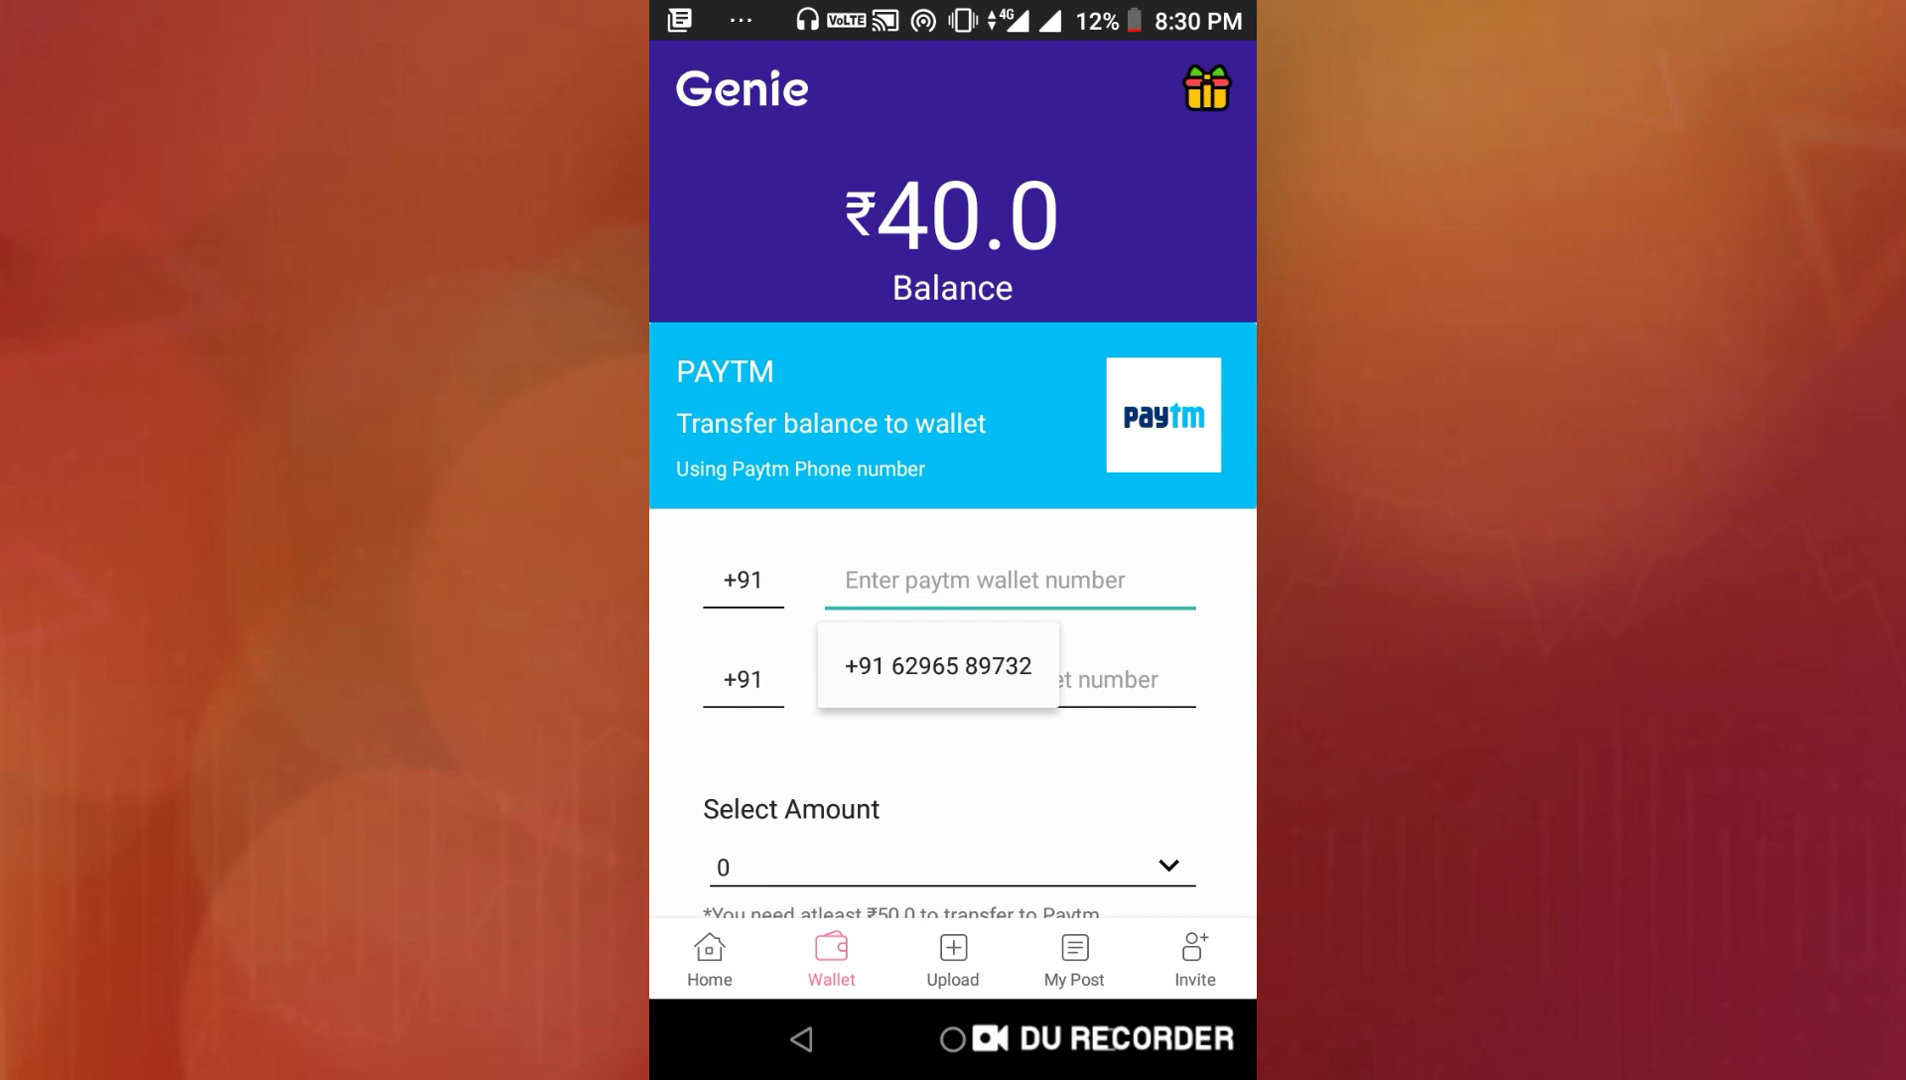 ... VoLTE 4G 12% 8:30 PM
Genie
₹40.0
Balance
PAYTM
Transfer balance to wallet
Using Paytm Phone number
paytm
+91 Enter paytm wallet number
+91 62965 89732
+91 et number
Select Amount
0
*You need atleast ₹50.0 to transfer to Paytm
Home Wallet Upload My Post Invite
DU RECORDER